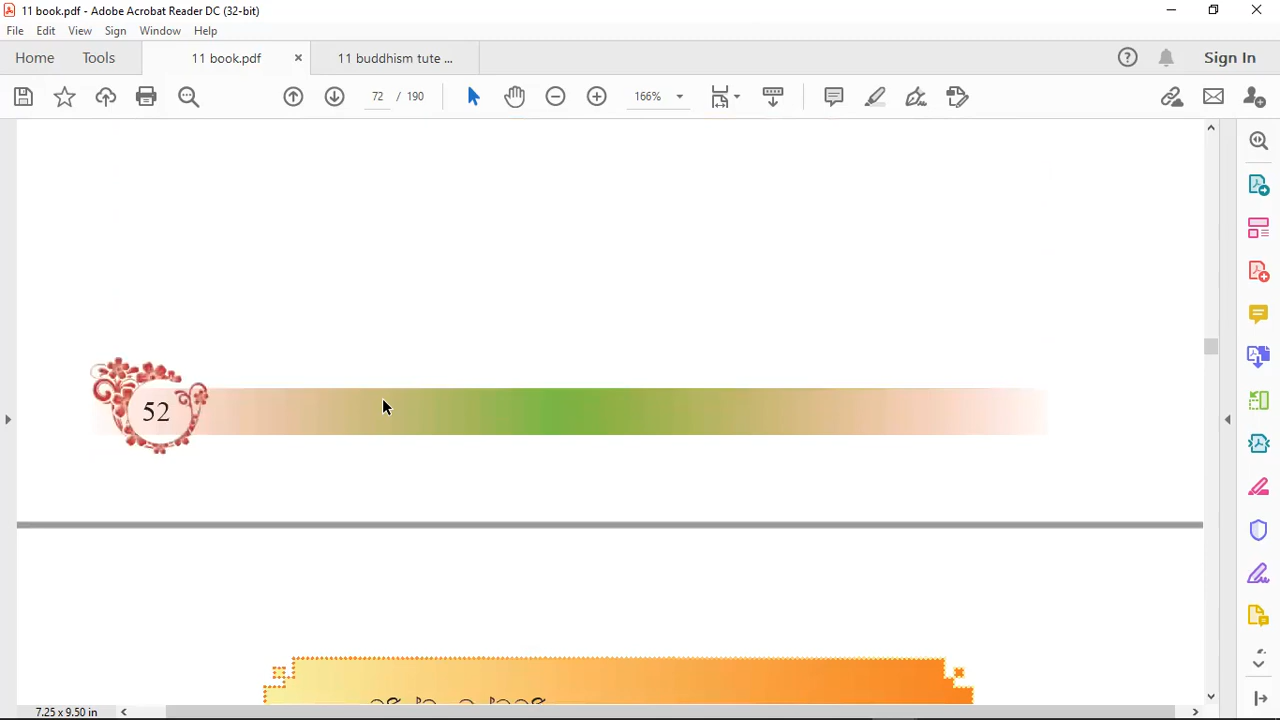 11 book.pdf - Adobe Acrobat Reader DC (32-bit)
File Edit View Sign Window Help
Home Tools 11 book.pdf × 11 buddhism tute ... Sign In
72 / 190 166%
52
7.25 x 9.50 in